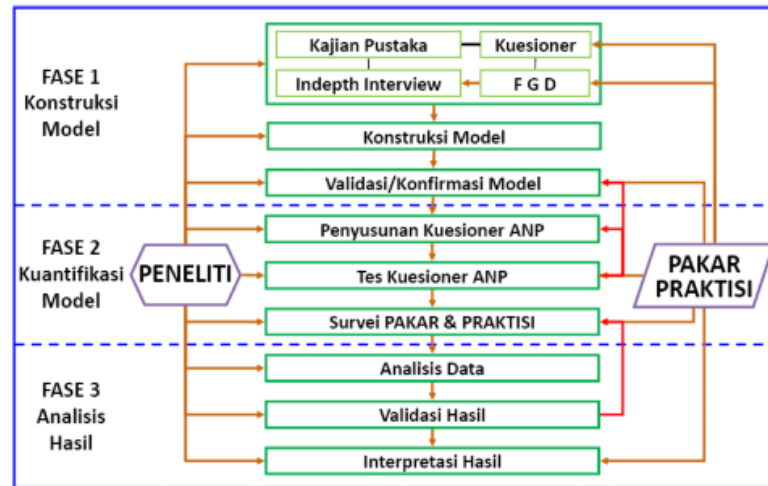 FASE 1
Konstruksi
Model
Kajian Pustaka
Kuesioner
Indepth Interview
F G D
Konstruksi Model
Validasi/Konfirmasi Model
FASE 2
Kuantifikasi
Model
PENELITI
Penyusunan Kuesioner ANP
Tes Kuesioner ANP
Survei PAKAR & PRAKTISI
PAKAR
PRAKTISI
FASE 3
Analisis
Hasil
Analisis Data
Validasi Hasil
Interpretasi Hasil